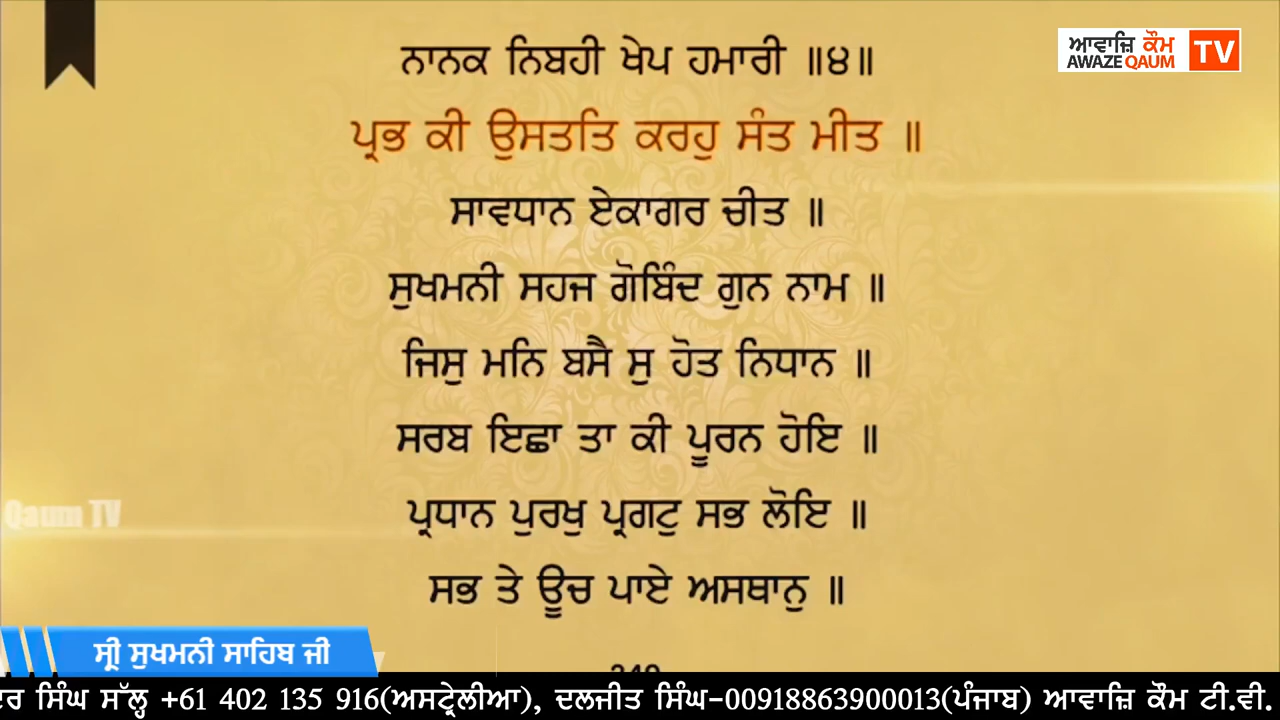 ਨਾਨਕ ਨਿਬਹੀ ਖੇਪ ਹਮਾਰੀ ॥੪॥
ਆਵਾਜ਼ਿ ਕੌਮ
AWAZE QAUM
TV
ਪ੍ਰਭ ਕੀ ਉਸਤਤਿ ਕਰਹੁ ਸੰਤ ਮੀਤ ॥
ਸਾਵਧਾਨ ਏਕਾਗਰ ਚੀਤ ॥
ਸੁਖਮਨੀ ਸਹਜ ਗੋਬਿੰਦ ਗੁਨ ਨਾਮ ॥
ਜਿਸੁ ਮਨਿ ਬਸੈ ਸੁ ਹੋਤ ਨਿਧਾਨ ॥
ਸਰਬ ਇਛਾ ਤਾ ਕੀ ਪੂਰਨ ਹੋਇ ॥
Qaum TV
ਪ੍ਰਧਾਨ ਪੁਰਖੁ ਪ੍ਰਗਟੁ ਸਭ ਲੋਇ ॥
ਸਭ ਤੇ ਊਚ ਪਾਏ ਅਸਥਾਨੁ ॥
ਸ੍ਰੀ ਸੁਖਮਨੀ ਸਾਹਿਬ ਜੀ
ਸਿੰਘ ਸੱਲ੍ਹ +61 402 135 916(ਅਸਟ੍ਰੇਲੀਆ), ਦਲਜੀਤ ਸਿੰਘ-00918863900013(ਪੰਜਾਬ) ਆਵਾਜ਼ਿ ਕੌਮ ਟੀ.ਵੀ.